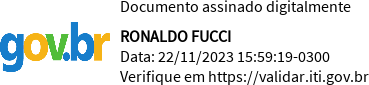 Documento assinado digitalmente
gov.br
RONALDO FUCCI
Data: 22/11/2023 15:59:19-0300
Verifique em https://validar.iti.gov.br